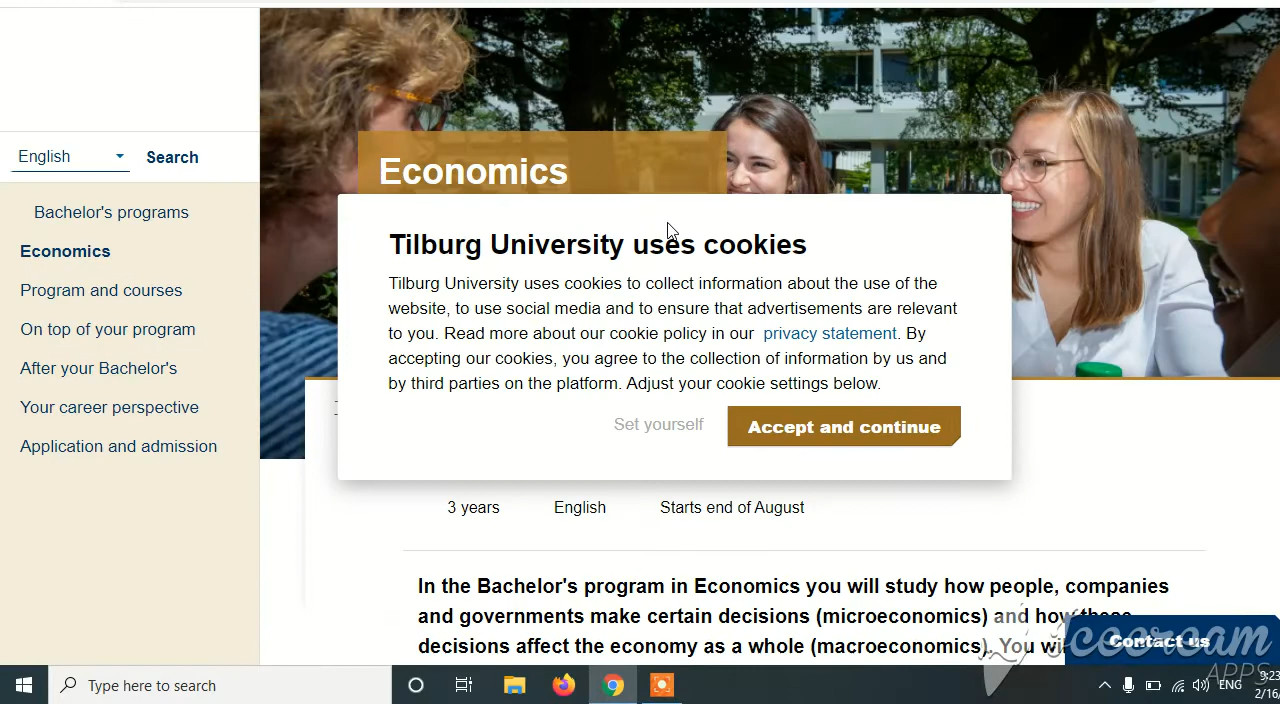 English
Search
Bachelor's programs
Economics
Program and courses
On top of your program
After your Bachelor's
Your career perspective
Application and admission
Economics
Tilburg University uses cookies
Tilburg University uses cookies to collect information about the use of the
website, to use social media and to ensure that advertisements are relevant
to you. Read more about our cookie policy in our privacy statement. By
accepting our cookies, you agree to the collection of information by us and
by third parties on the platform. Adjust your cookie settings below.
Set yourself
Accept and continue
3 years
English
Starts end of August
In the Bachelor's program in Economics you will study how people, companies
and governments make certain decisions (microeconomics) and how these
decisions affect the economy as a whole (macroeconomics). You
Contact us
Icecream
APPS
Type here to search
ENG
9:23
2/16/